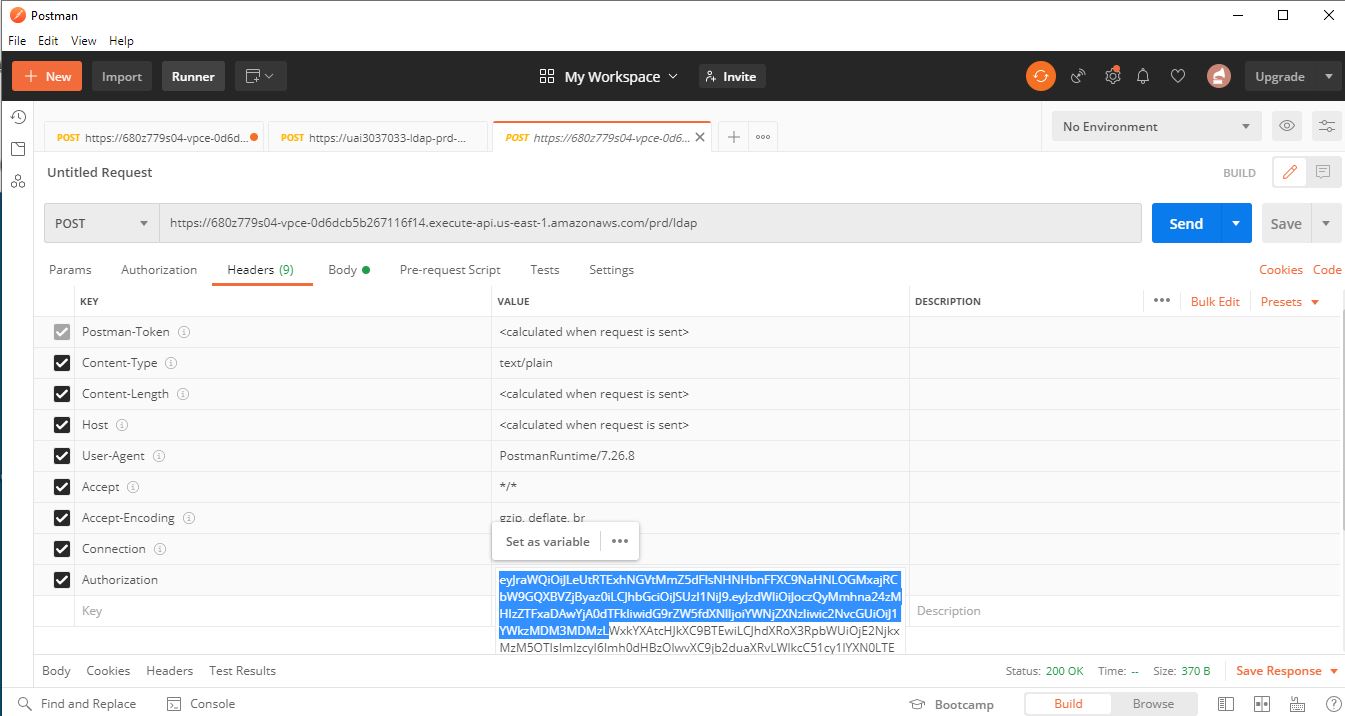 Postman
File Edit View Help
New Import Runner My Workspace Invite Upgrade
POST https://680z779s04-vpce-0d6d... POST https://uai3037033-ldap-prd-... POST https://680z779s04-vpce-0d6... No Environment
Untitled Request BUILD
POST https://680z779s04-vpce-0d6dcb5b267116f14.execute-api.us-east-1.amazonaws.com/prd/ldap Send Save
Params Authorization Headers (9) Body Pre-request Script Tests Settings Cookies Code
KEY VALUE DESCRIPTION Bulk Edit Presets
Postman-Token <calculated when request is sent>
Content-Type text/plain
Content-Length <calculated when request is sent>
Host <calculated when request is sent>
User-Agent PostmanRuntime/7.26.8
Accept */*
Accept-Encoding gzip, deflate, br
Set as variable
Connection
Authorization
Key Description
Body Cookies Headers Test Results Status: 200 OK Time: -- Size: 370 B Save Response
Find and Replace Console Bootcamp Build Browse